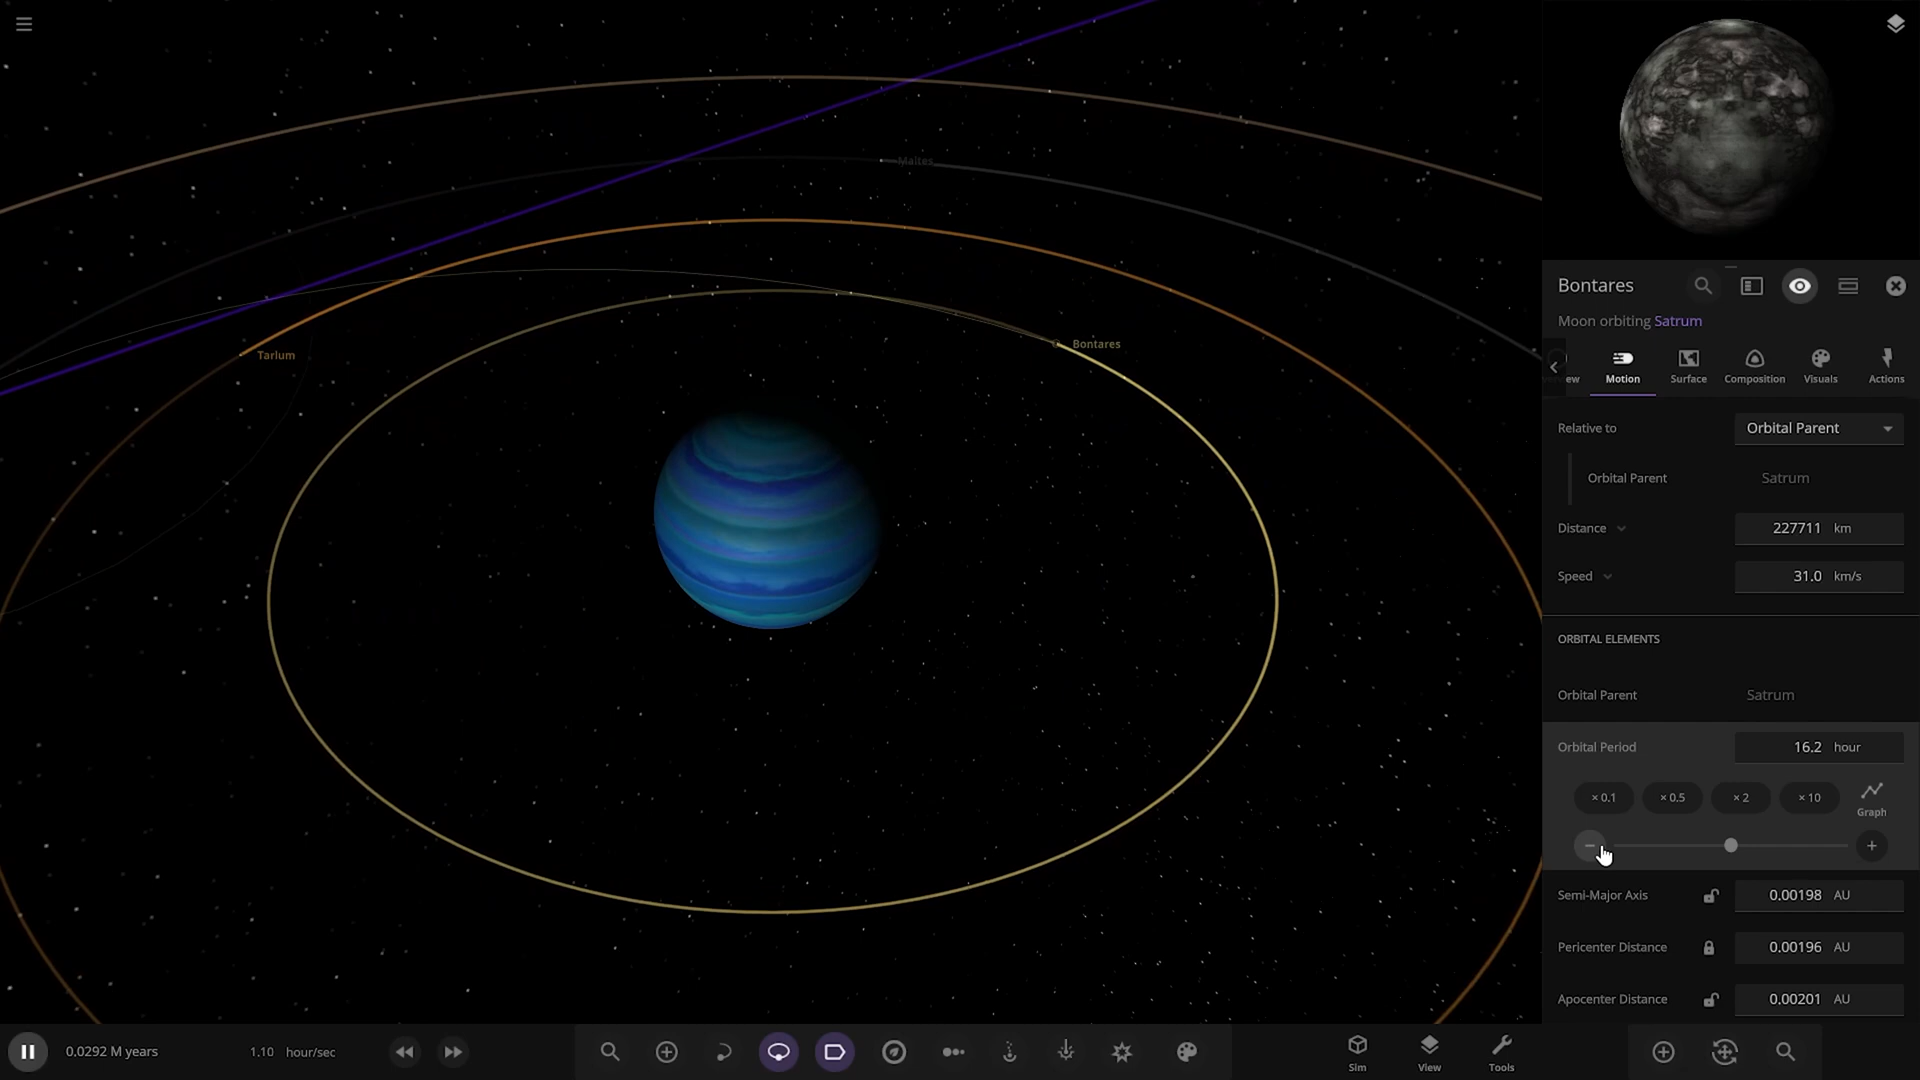 Maltes
Tarlum
Bontares
Bontares
Moon orbiting Satrum
ew
Motion
Surface
Composition
Visuals
Actions
Relative to
Orbital Parent
Orbital Parent
Satrum
Distance
227711 km
Speed
31.0 km/s
ORBITAL ELEMENTS
Orbital Parent
Satrum
Orbital Period
16.2 hour
× 0.1
× 0.5
× 2
× 10
Graph
Semi-Major Axis
0.00198 AU
Pericenter Distance
0.00196 AU
Apocenter Distance
0.00201 AU
0.0292 M years
1.10 hour/sec
Sim
View
Tools